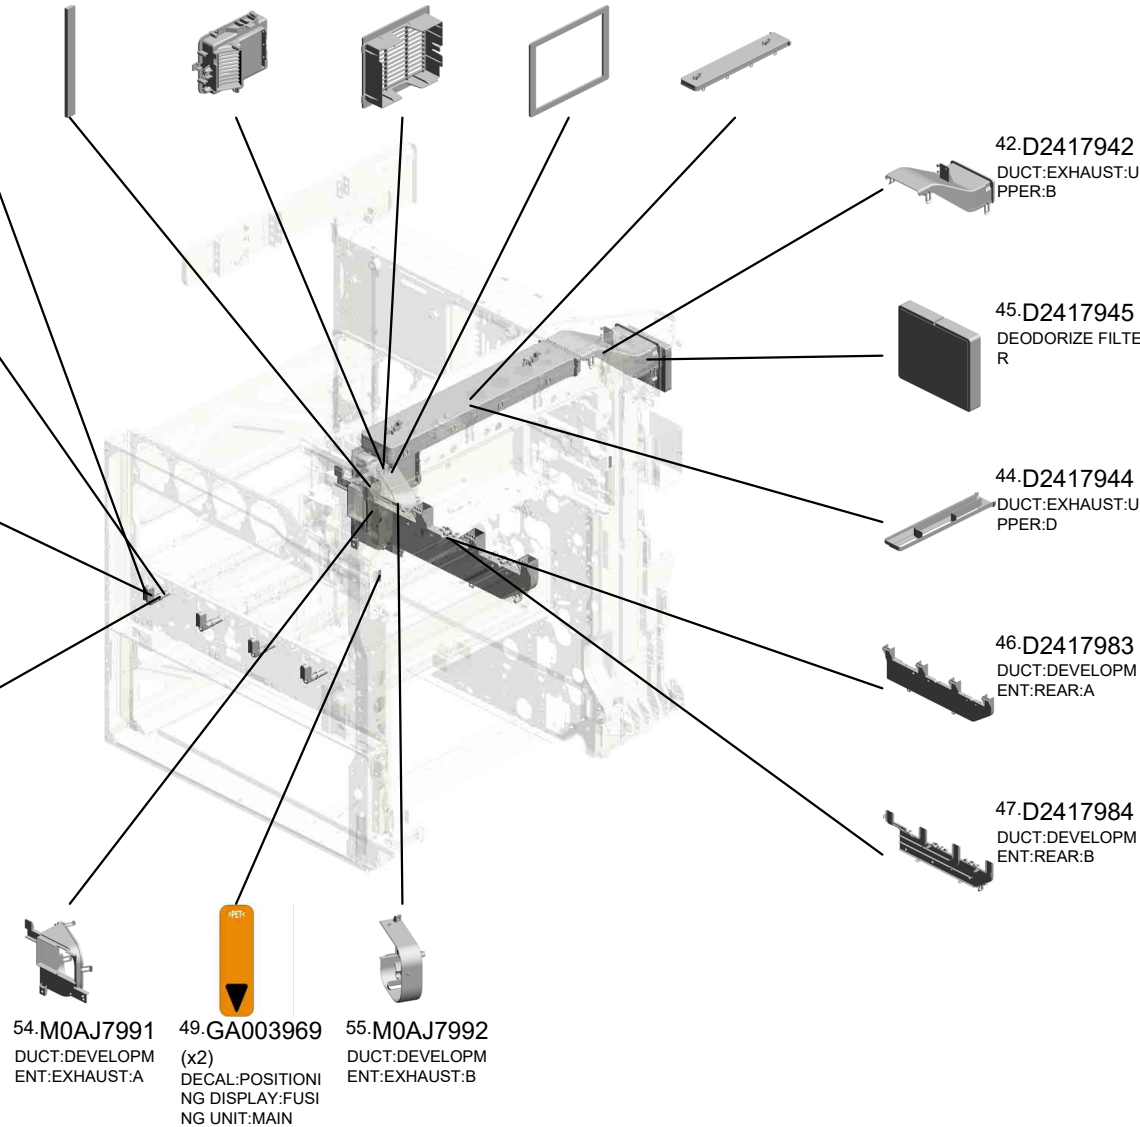 42.D2417942
DUCT:EXHAUST:U
PPER:B
45.D2417945
DEODORIZE FILTE
R
44.D2417944
DUCT:EXHAUST:U
PPER:D
46.D2417983
DUCT:DEVELOPM
ENT:REAR:A
47.D2417984
DUCT:DEVELOPM
ENT:REAR:B
>PET<
54.M0AJ7991
DUCT:DEVELOPM
ENT:EXHAUST:A
49.GA003969
(x2)
DECAL:POSITIONI
NG DISPLAY:FUSI
NG UNIT:MAIN
55.M0AJ7992
DUCT:DEVELOPM
ENT:EXHAUST:B